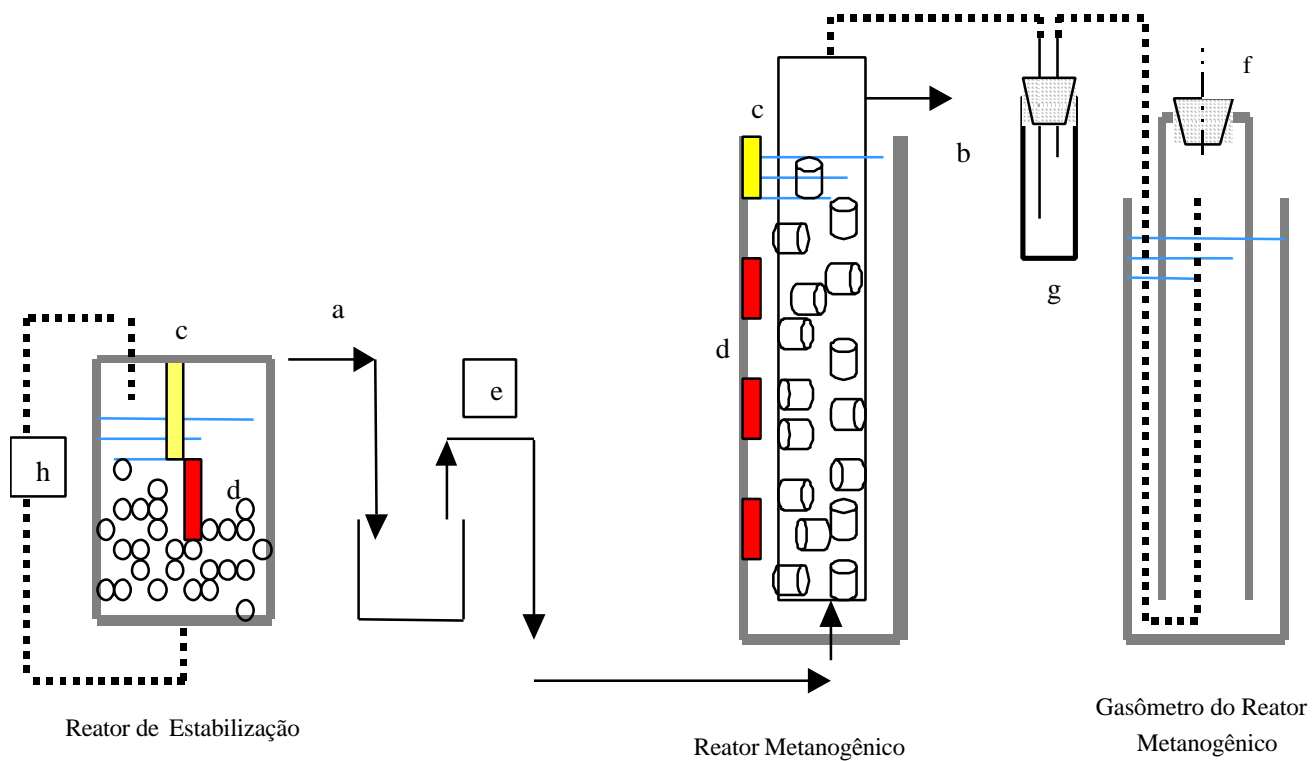 f
c
b
g
a
c
d
e
h
d
Gasômetro do Reator
Metanogênico
Reator de Estabilização
Reator Metanogênico